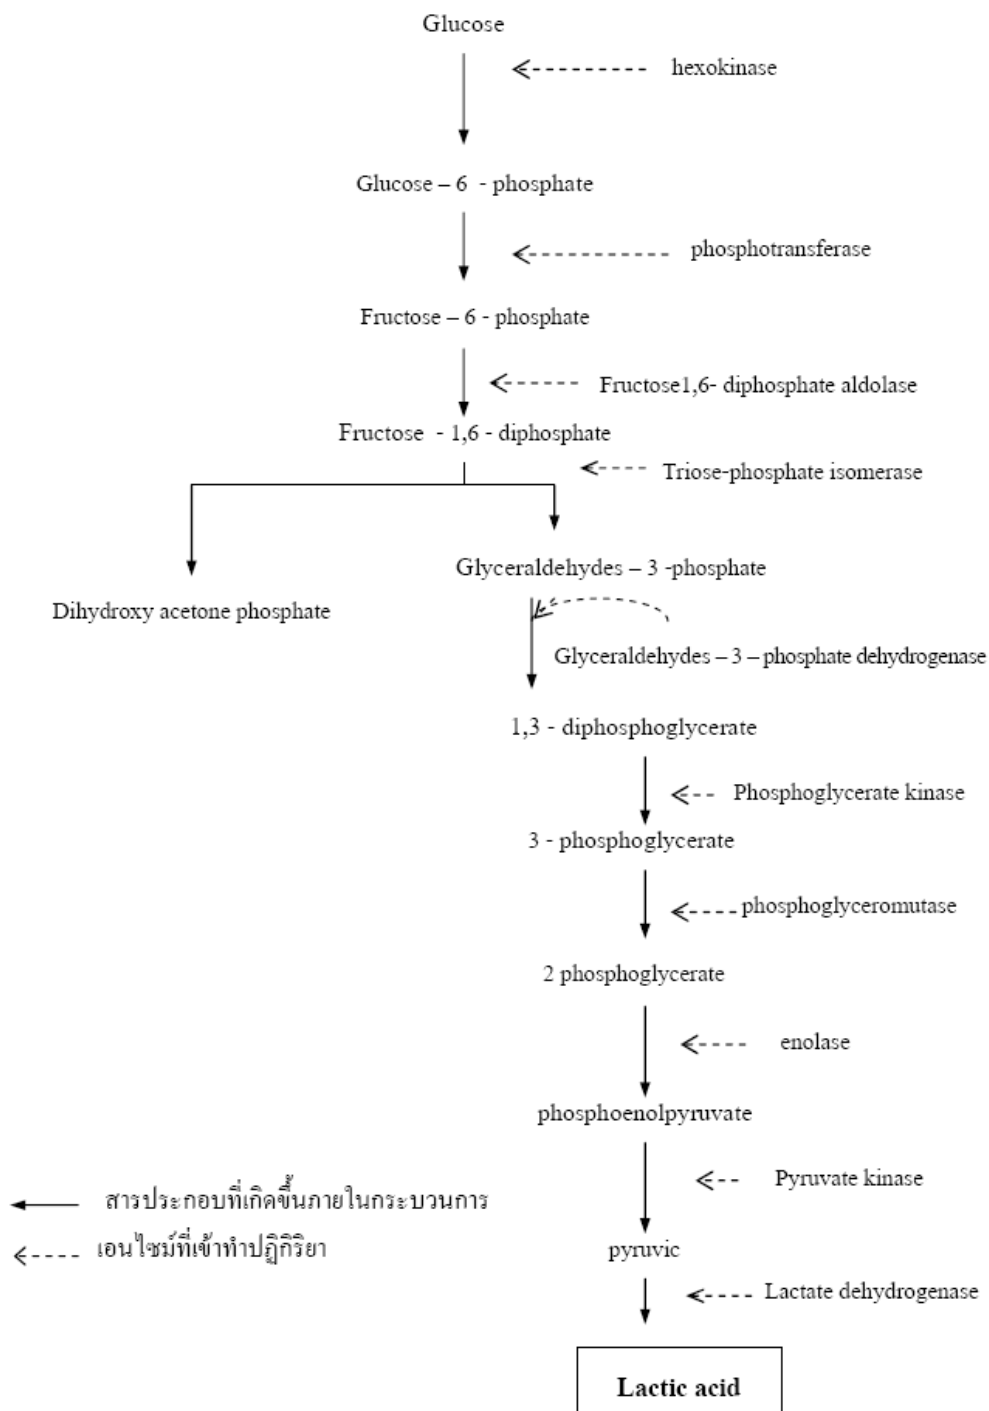 Glucose
hexokinase
Glucose – 6 - phosphate
phosphotransferase
Fructose – 6 - phosphate
Fructose1,6- diphosphate aldolase
Fructose - 1,6 - diphosphate
Triose-phosphate isomerase
Glyceraldehydes – 3 -phosphate
Dihydroxy acetone phosphate
Glyceraldehydes – 3 – phosphate dehydrogenase
1,3 - diphosphoglycerate
Phosphoglycerate kinase
3 - phosphoglycerate
phosphoglyceromutase
2 phosphoglycerate
enolase
phosphoenolpyruvate
Pyruvate kinase
สารประกอบที่เกิดขึ้นภายในกระบวนการ
เอนไซม์ที่เข้าทำปฏิกิริยา
pyruvic
Lactate dehydrogenase
Lactic acid